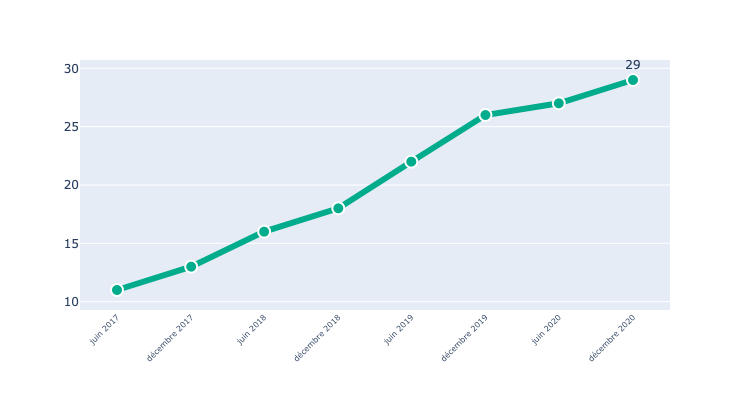 29
30
25
20
15
10
juin 2017
décembre 2017
juin 2018
décembre 2018
juin 2019
décembre 2019
juin 2020
décembre 2020